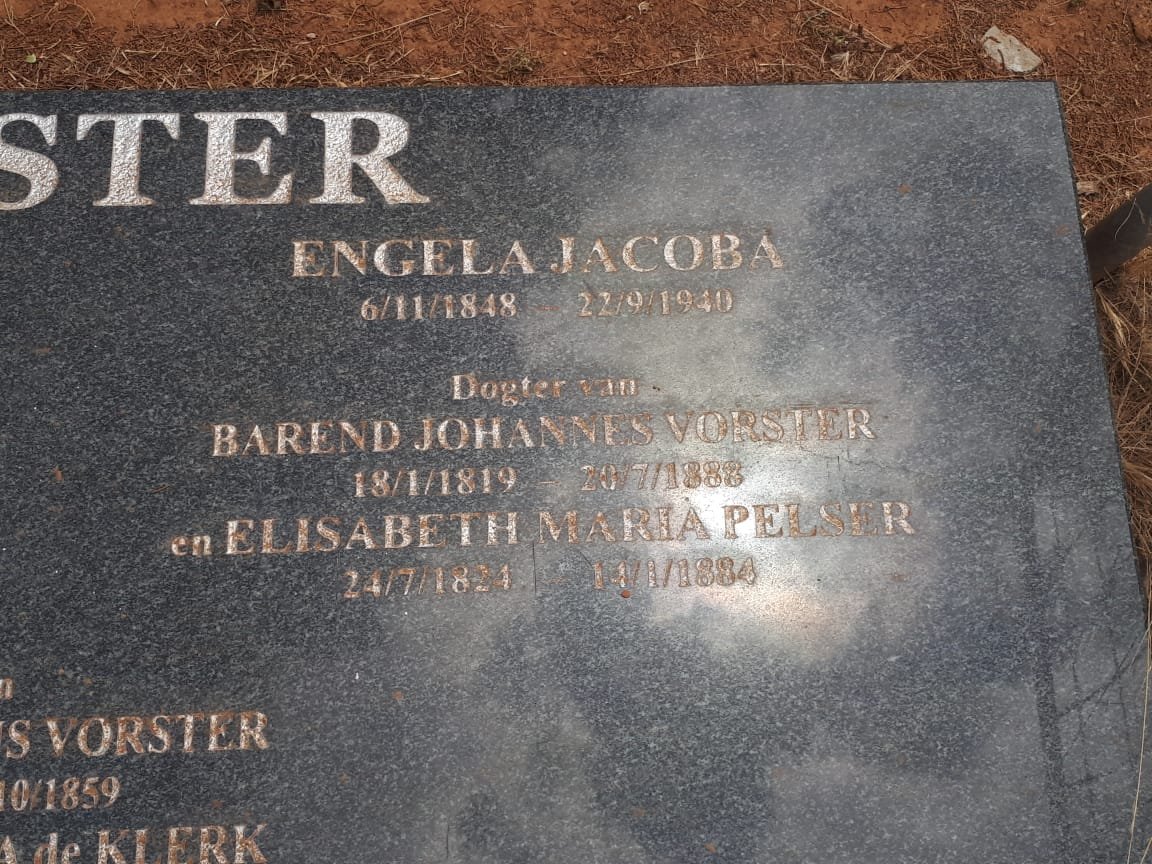 STER
ENGELA JACOBA
6/11/1848 – 22/9/1940
Dogter van
BAREND JOHANNES VORSTER
18/1/1819 – 20/7/1888
en ELISABETH MARIA PELSER
24/7/1824 – 14/1/1884
n
US VORSTER
10/1859
A de KLERK